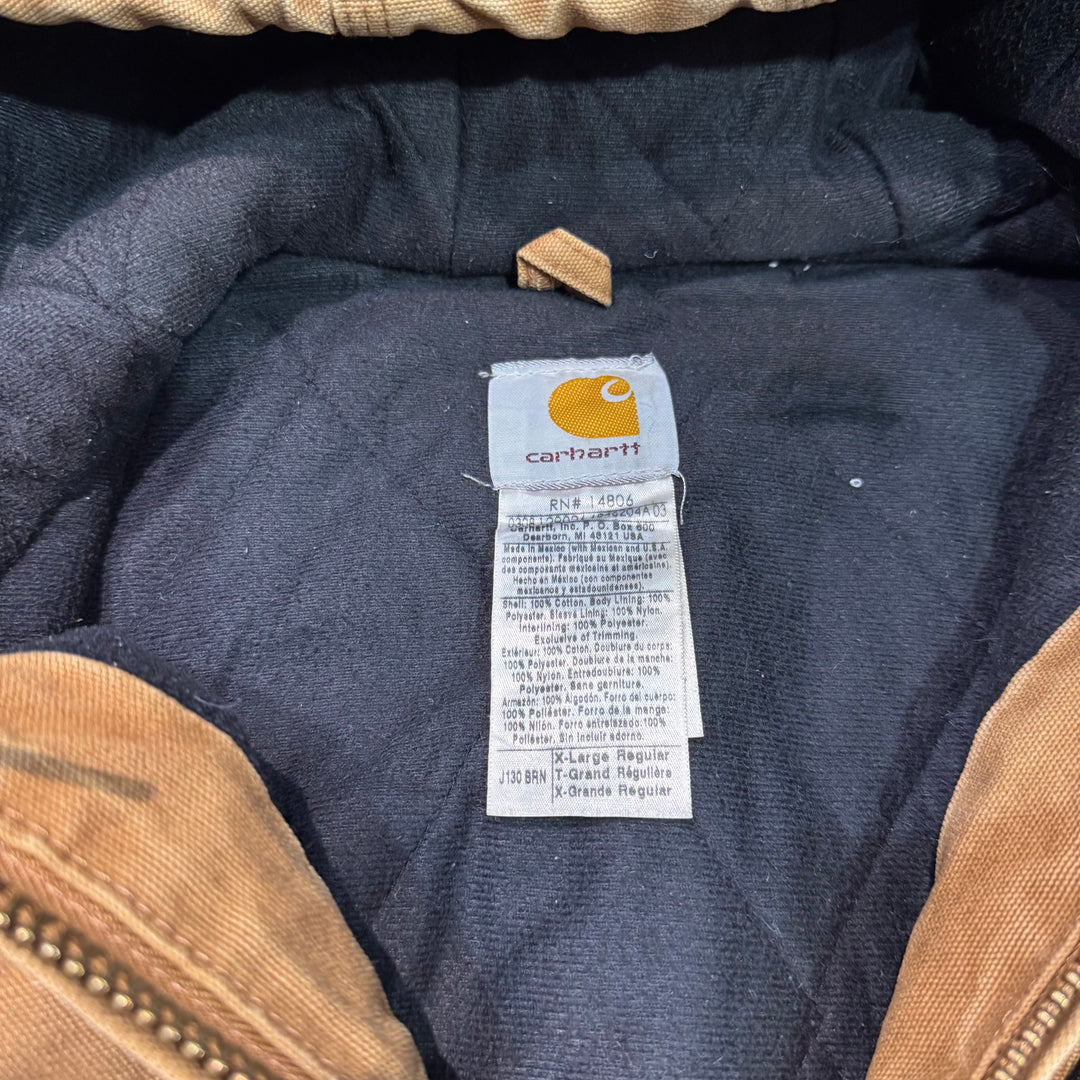 carhartt
RN# 14806
Carhartt, Inc. P. O. Box 600
Dearborn, MI 48121 USA
Made in Mexico (with Mexican and U.S.A.
components). Fabriqué au Mexique (avec
des composants mexicains et américains).
Hecho en México (con componentes
mexicanos y estadounidenses).
Shell: 100% Cotton. Body Lining: 100%
Polyester. Sleeve Lining: 100% Nylon.
Interlining: 100% Polyester.
Exclusive of Trimming.
Extérieur: 100% Coton. Doublure du corps:
100% Polyester. Doublure de la manche:
100% Nylon. Entredoublure: 100%
Polyester. Sans garniture.
Armazón: 100% Algodón. Forro del cuerpo:
100% Poliéster. Forro de la manga:
100% Nilón. Forro entrelazado: 100%
Poliéster. Sin incluir adorno.
J130 BRN
X-Large Regular
T-Grand Régulière
X-Grande Regular